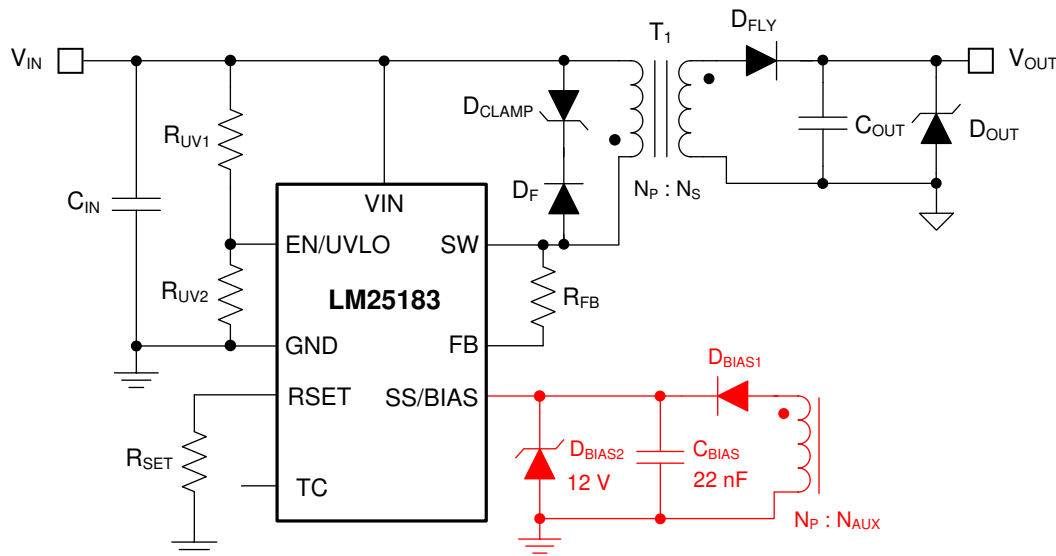 T1
DFLY
VIN
VOUT
DCLAMP
RUV1
COUT
DOUT
DF
NP : NS
CIN
VIN
EN/UVLO
SW
RUV2
LM25183
RFB
GND
FB
DBIAS1
RSET
SS/BIAS
RSET
DBIAS2
12 V
CBIAS
22 nF
TC
NP : NAUX